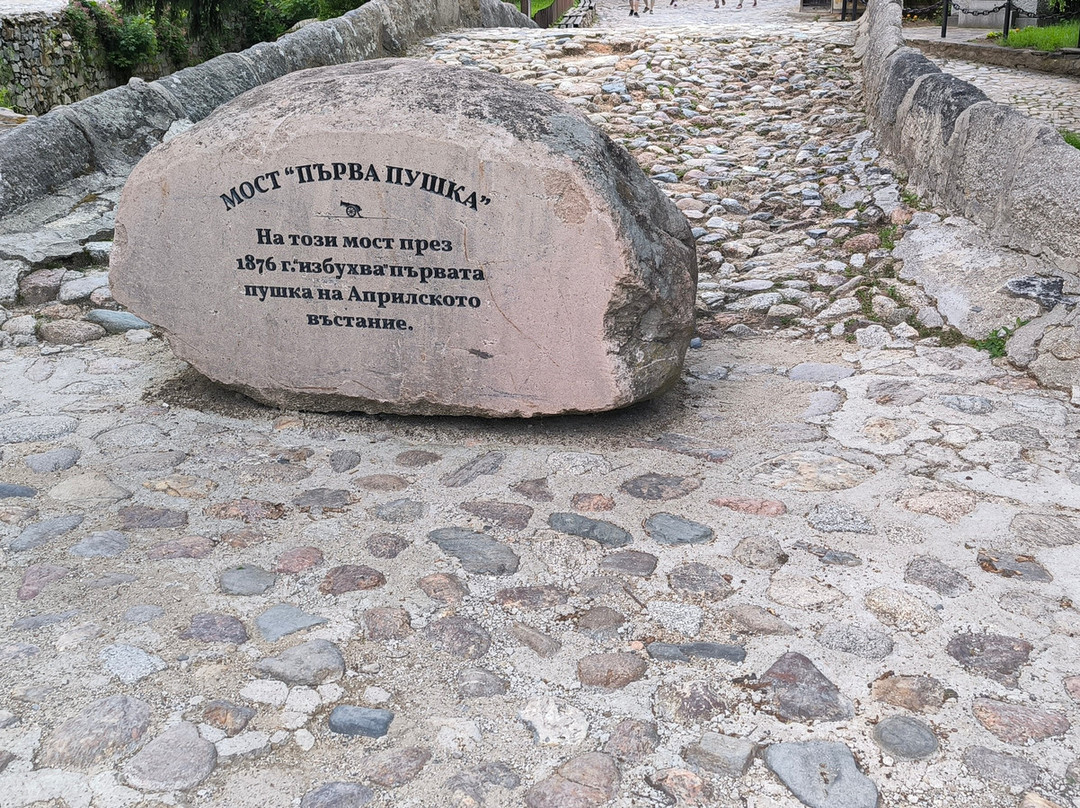 МОСТ “ПЪРВА ПУШКА”
На този мост през
1876 г. избухва първата
пушка на Априлското
въстание.